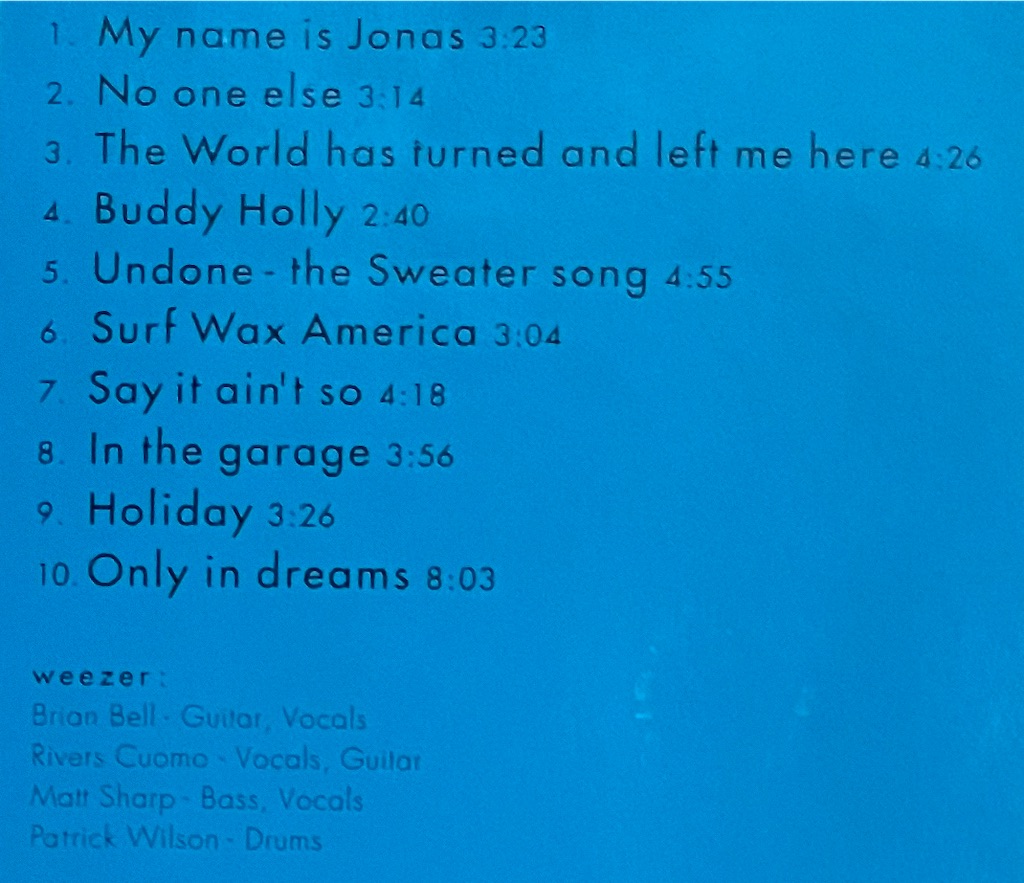 1. My name is Jonas 3:23
2. No one else 3:14
3. The World has turned and left me here 4:26
4. Buddy Holly 2:40
5. Undone - the Sweater song 4:55
6. Surf Wax America 3:04
7. Say it ain't so 4:18
8. In the garage 3:56
9. Holiday 3:26
10. Only in dreams 8:03
weezer:
Brian Bell - Guitar, Vocals
Rivers Cuomo - Vocals, Guitar
Matt Sharp - Bass, Vocals
Patrick Wilson - Drums